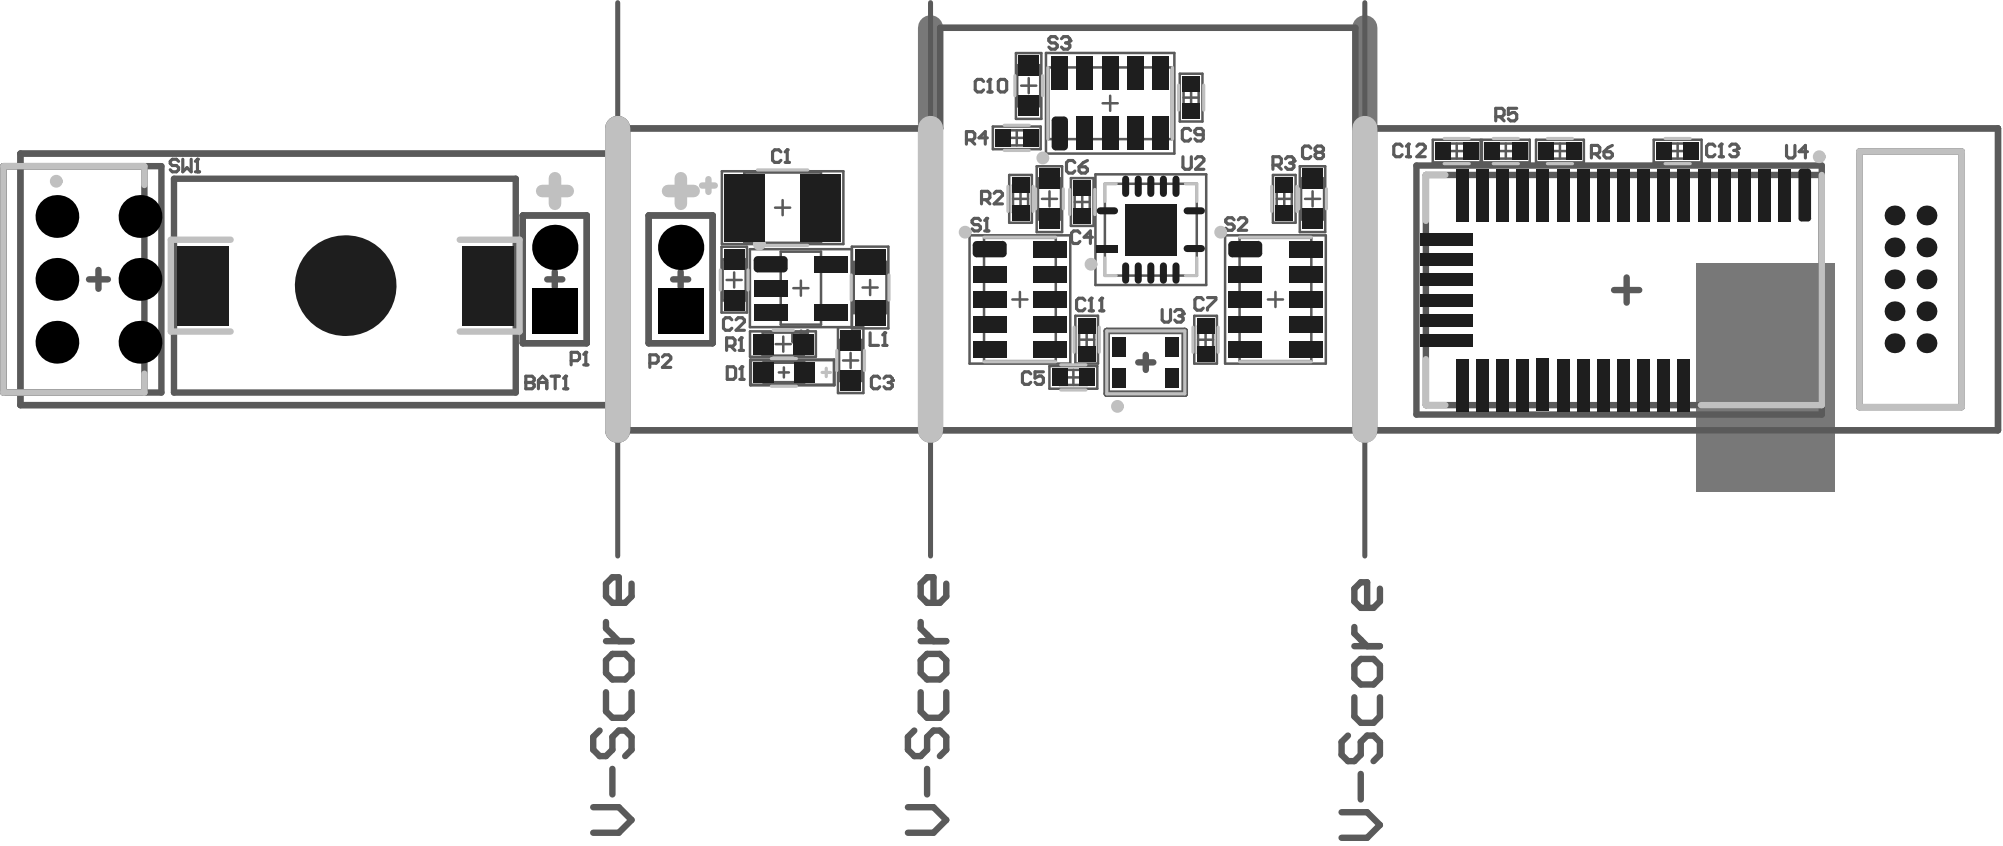 SW1
BAT1
P1
P2
C1
C2
R1
D1
L1
C3
S3
C10
R4
C9
C6
U2
R3
C8
R2
S1
C4
S2
C11
U3
C7
C5
R5
C12
R6
C13
U4
V-Score
V-Score
V-Score